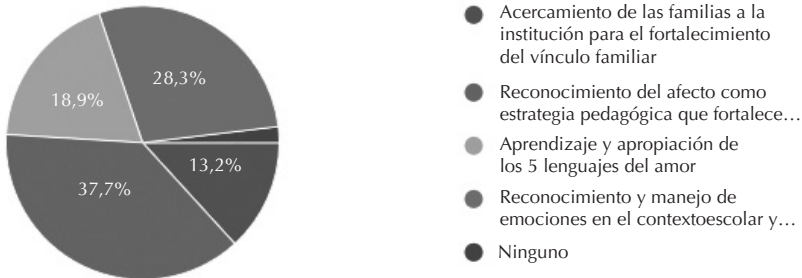 28,3%
18,9%
13,2%
37,7%
Acercamiento de las familias a la
institución para el fortalecimiento
del vínculo familiar
Reconocimiento del afecto como
estrategia pedagógica que fortalece…
Aprendizaje y apropiación de
los 5 lenguajes del amor
Reconocimiento y manejo de
emociones en el contextoescolar y…
Ninguno